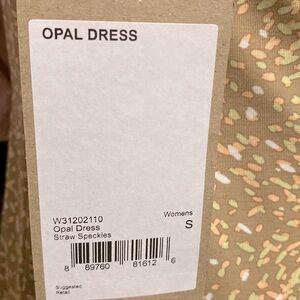 OPAL DRESS
W31202110
Opal Dress
Straw Speckles
Womens
S
8 89760 81612 6
Suggested
Retail